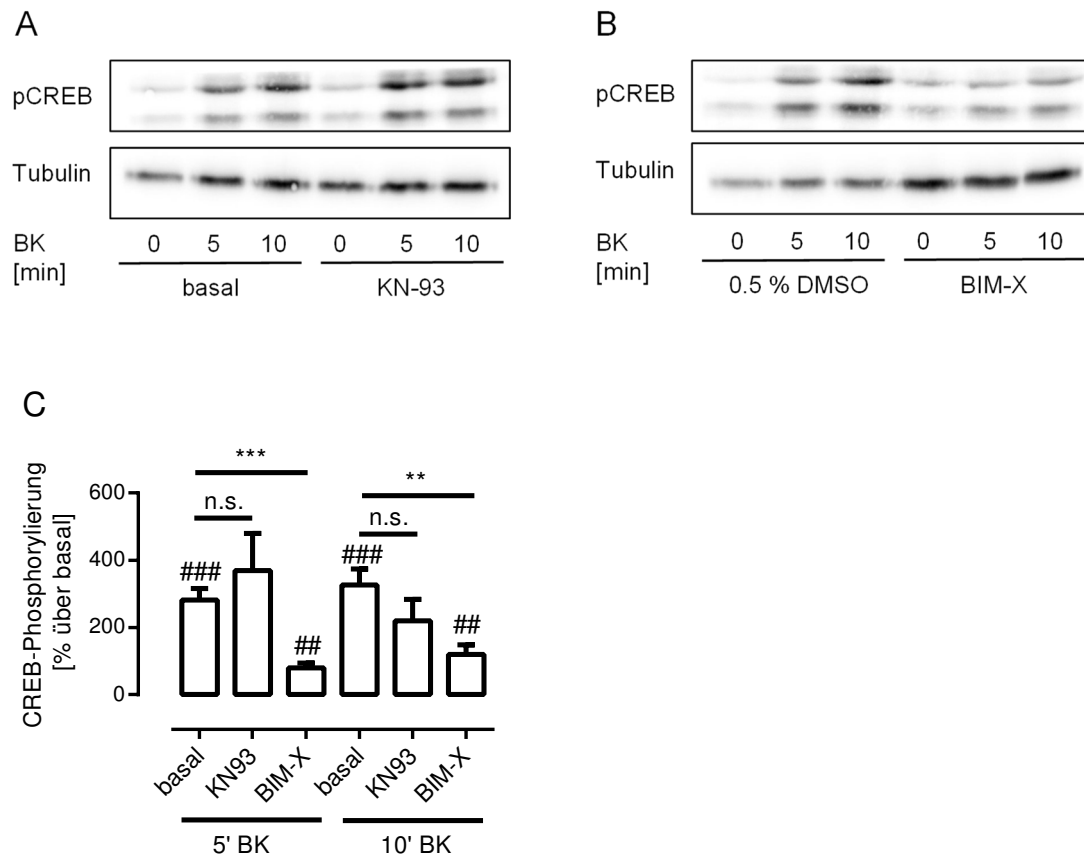 A
pCREB
Tubulin
BK
[min]
0 5 10 0 5 10
basal KN-93
B
pCREB
Tubulin
BK
[min]
0 5 10 0 5 10
0.5 % DMSO BIM-X
C
CREB-Phosphorylierung
[% über basal]
600
400
200
0
***
n.s.
**
n.s.
###
##
###
##
basal
KN93
BIM-X
basal
KN93
BIM-X
5' BK
10' BK